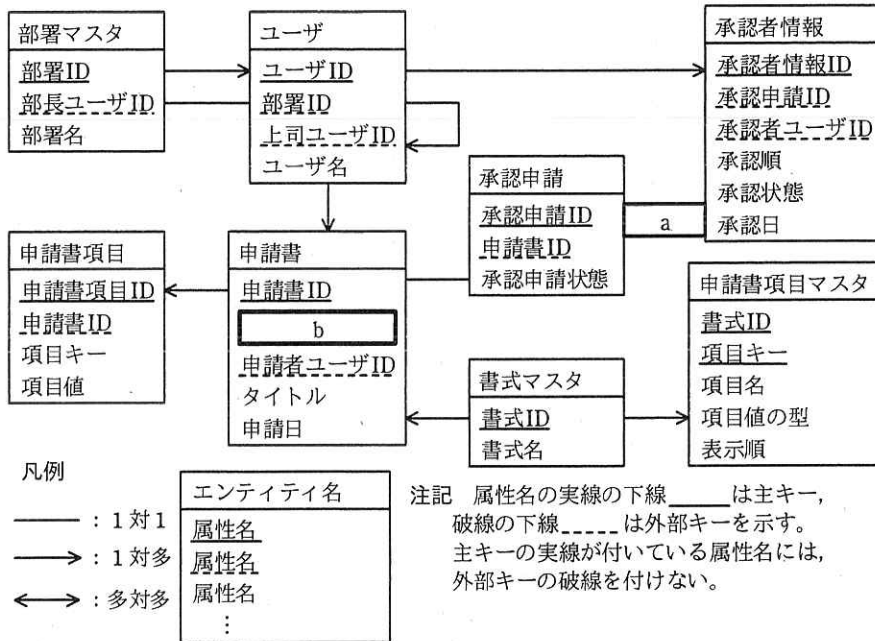 部署マスタ
部署ID
部長ユーザID
部署名
ユーザ
ユーザID
部署ID
上司ユーザID
ユーザ名
承認者情報
承認者情報ID
承認申請ID
承認者ユーザID
承認順
承認状態
承認日
承認申請
承認申請ID
申請書ID
承認申請状態
a
申請書項目
申請書項目ID
申請書ID
項目キー
項目値
申請書
申請書ID
b
申請者ユーザID
タイトル
申請日
書式マスタ
書式ID
書式名
申請書項目マスタ
書式ID
項目キー
項目名
項目値の型
表示順
凡例
：1対1
：1対多
：多対多
エンティティ名
属性名
属性名
属性名
⋮
注記 属性名の実線の下線 は主キー，
破線の下線 は外部キーを示す。
主キーの実線が付いている属性名には，
外部キーの破線を付けない。